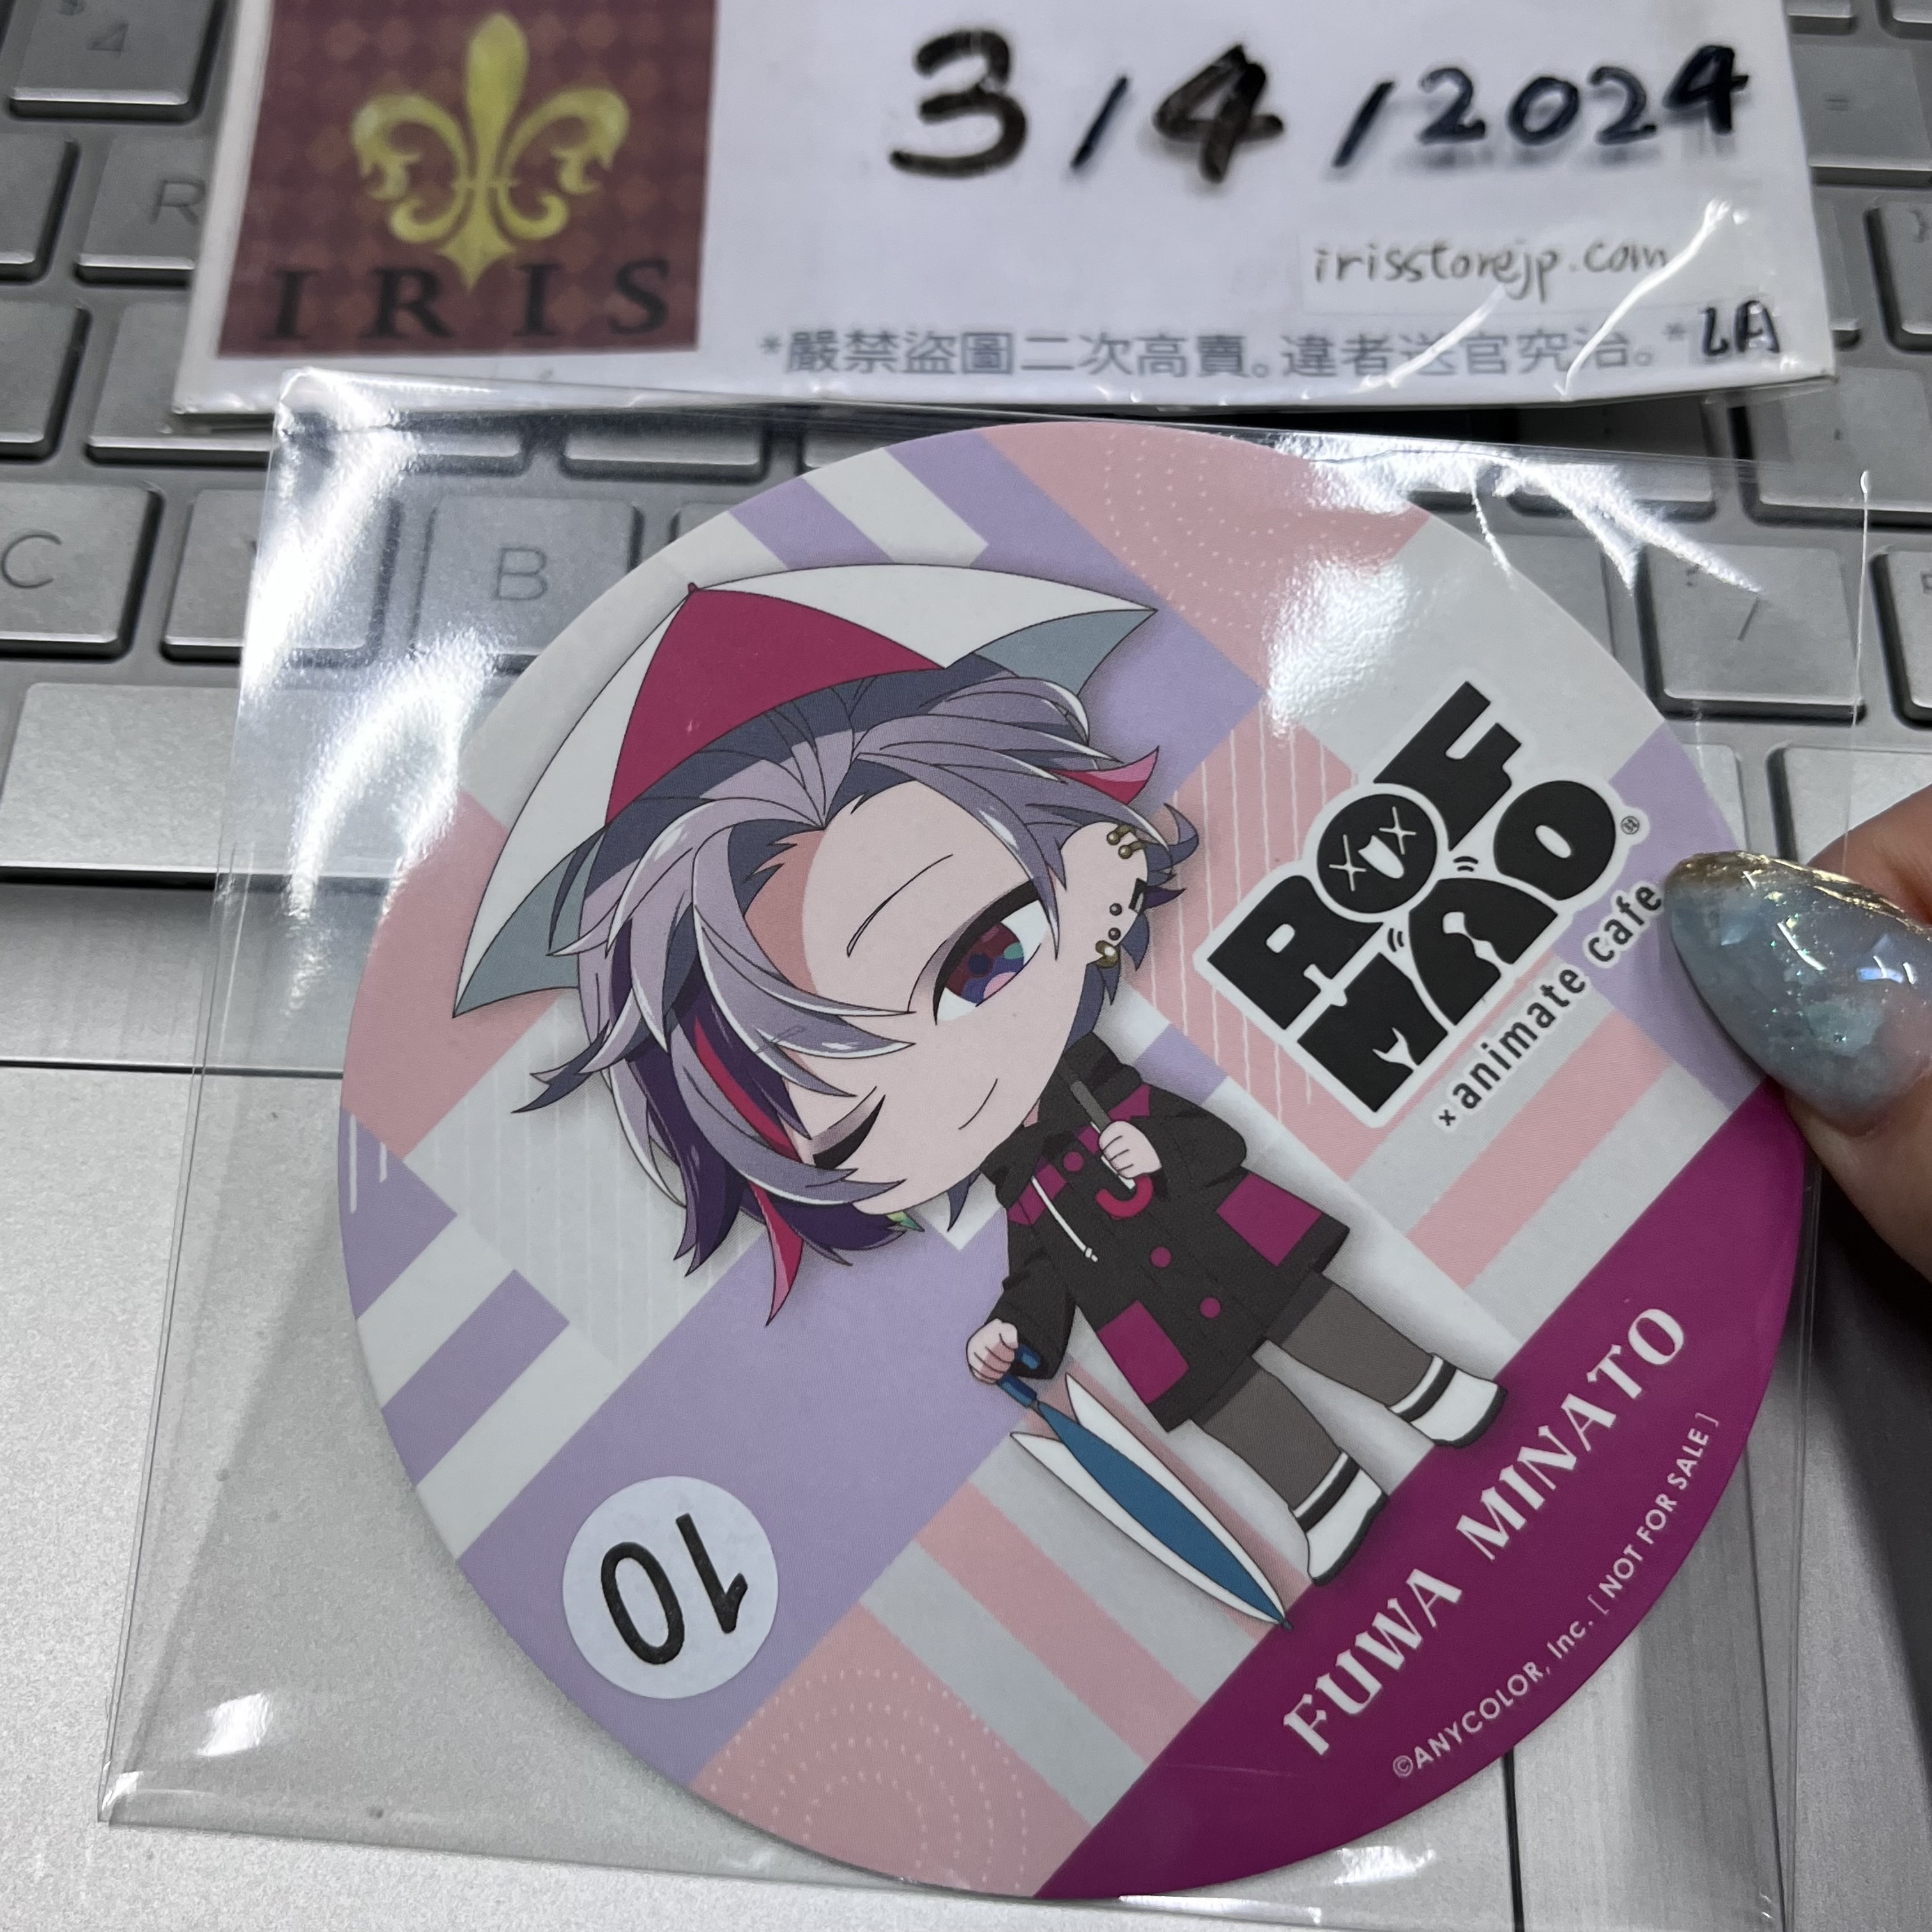 3/4/2024
IRIS
irisstorejp.com
*嚴禁盜圖二次高賣。違者送官究治。* LA
ROF
MAO®
×animate cafe
FUWA MINATO
©ANYCOLOR, Inc. [ NOT FOR SALE ]
10
R
C
V
B